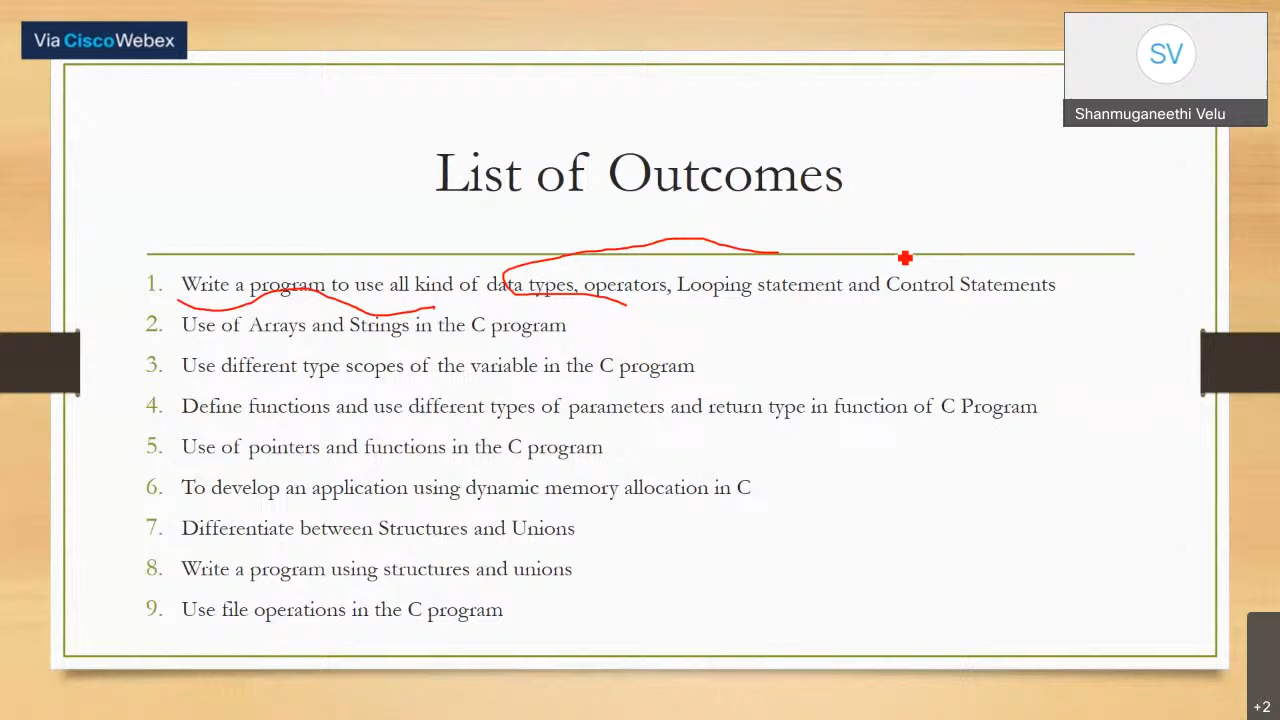 Via Cisco Webex
SV
Shanmuganeethi Velu
List of Outcomes
1. Write a program to use all kind of data types, operators, Looping statement and Control Statements
2. Use of Arrays and Strings in the C program
3. Use different type scopes of the variable in the C program
4. Define functions and use different types of parameters and return type in function of C Program
5. Use of pointers and functions in the C program
6. To develop an application using dynamic memory allocation in C
7. Differentiate between Structures and Unions
8. Write a program using structures and unions
9. Use file operations in the C program
+2